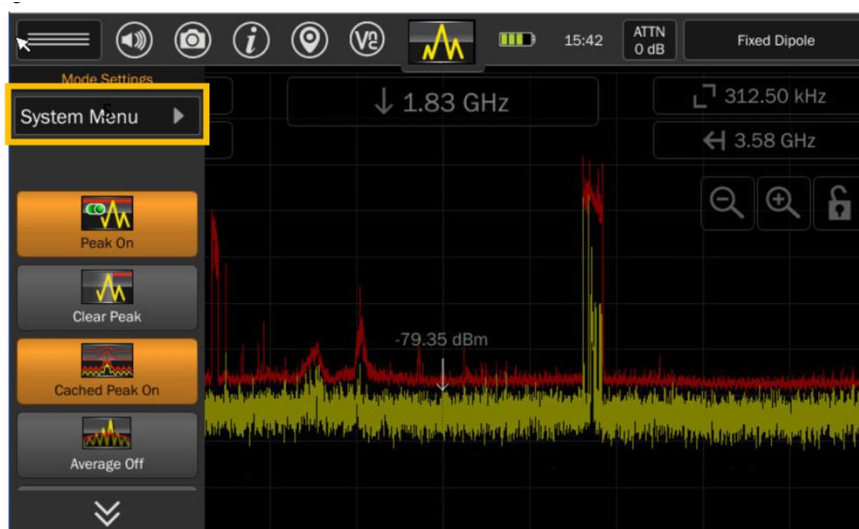 15:42
ATTN
0 dB
Fixed Dipole
Mode Settings
System Menu
1.83 GHz
312.50 kHz
3.58 GHz
Peak On
-79.35 dBm
Clear Peak
Cached Peak On
Average Off